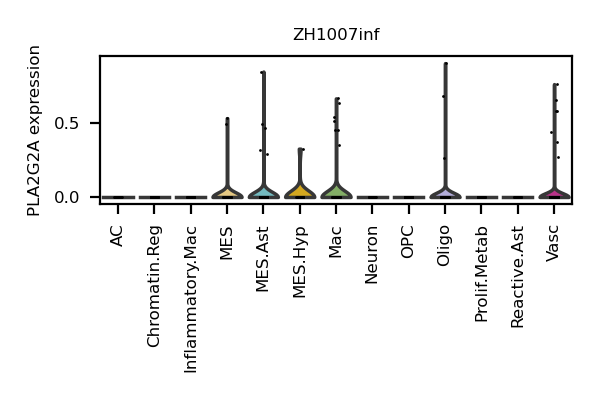 ZH1007inf
PLA2G2A expression
0.5
0.0
AC
Chromatin.Reg
Inflammatory.Mac
MES
MES.Ast
MES.Hyp
Mac
Neuron
OPC
Oligo
Prolif.Metab
Reactive.Ast
Vasc